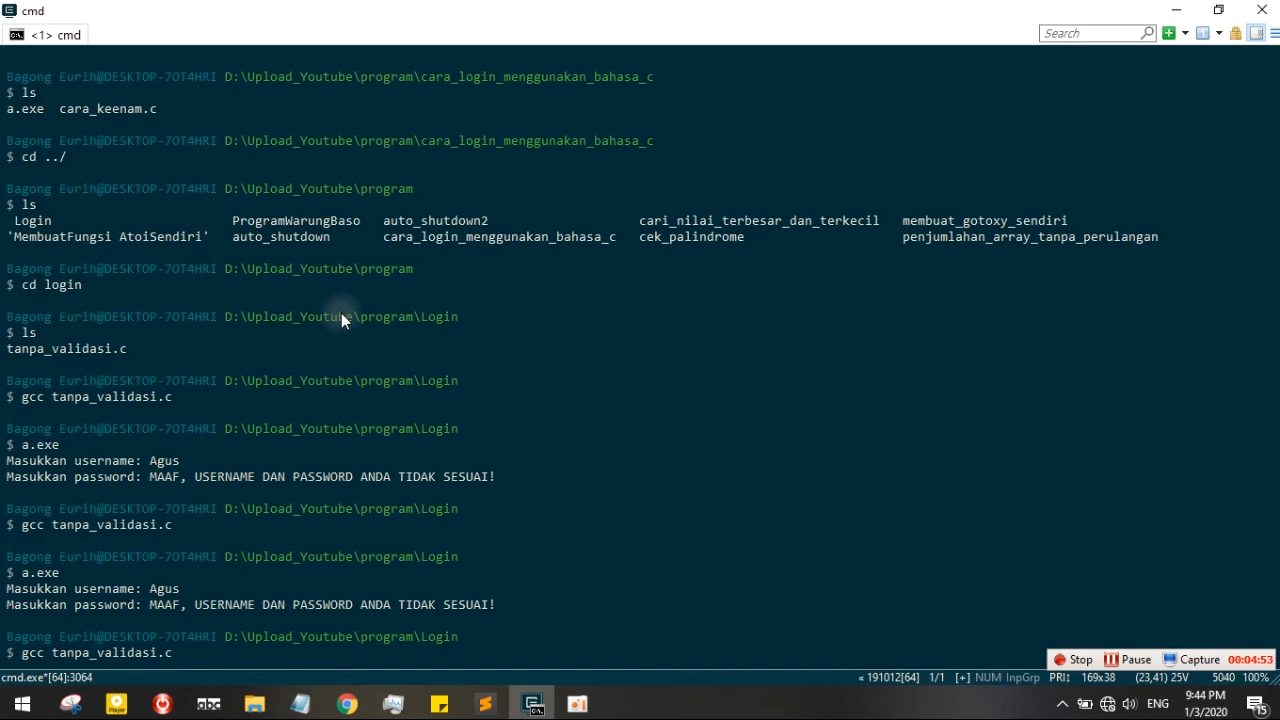 cmd
<1> cmd
Search
Bagong Eurih@DESKTOP-7OT4HRI D:\Upload_Youtube\program\cara_login_menggunakan_bahasa_c
$ ls
a.exe  cara_keenam.c
Bagong Eurih@DESKTOP-7OT4HRI D:\Upload_Youtube\program\cara_login_menggunakan_bahasa_c
$ cd ../
Bagong Eurih@DESKTOP-7OT4HRI D:\Upload_Youtube\program
$ ls
Login ProgramWarungBaso auto_shutdown2 cari_nilai_terbesar_dan_terkecil membuat_gotoxy_sendiri
'MembuatFungsi AtoiSendiri' auto_shutdown cara_login_menggunakan_bahasa_c cek_palindrome penjumlahan_array_tanpa_perulangan
Bagong Eurih@DESKTOP-7OT4HRI D:\Upload_Youtube\program
$ cd login
Bagong Eurih@DESKTOP-7OT4HRI D:\Upload_Youtube\program\Login
$ ls
tanpa_validasi.c
Bagong Eurih@DESKTOP-7OT4HRI D:\Upload_Youtube\program\Login
$ gcc tanpa_validasi.c
Bagong Eurih@DESKTOP-7OT4HRI D:\Upload_Youtube\program\Login
$ a.exe
Masukkan username: Agus
Masukkan password: MAAF, USERNAME DAN PASSWORD ANDA TIDAK SESUAI!
Bagong Eurih@DESKTOP-7OT4HRI D:\Upload_Youtube\program\Login
$ gcc tanpa_validasi.c
Bagong Eurih@DESKTOP-7OT4HRI D:\Upload_Youtube\program\Login
$ a.exe
Masukkan username: Agus
Masukkan password: MAAF, USERNAME DAN PASSWORD ANDA TIDAK SESUAI!
Bagong Eurih@DESKTOP-7OT4HRI D:\Upload_Youtube\program\Login
$ gcc tanpa_validasi.c
Stop Pause Capture 00:04:53
cmd.exe*[64]:3064 « 191012[64] 1/1 [+] NUM InpGrp PRI↕ 169x38 (23,41) 25V 5040 100%
Player abc ENG 9:44 PM
1/3/2020 15